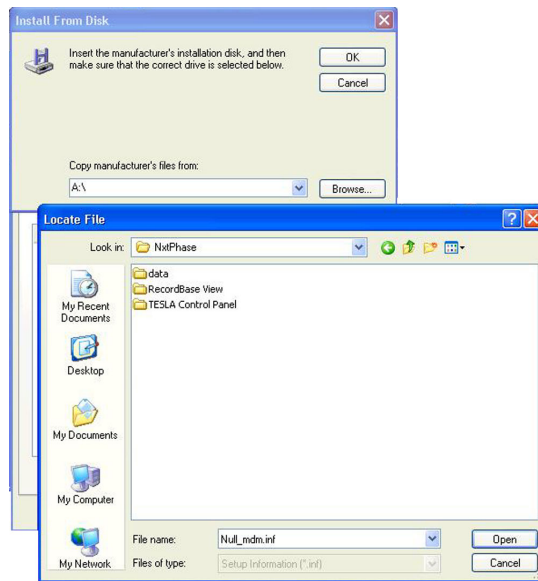 Install From Disk
Insert the manufacturer's installation disk, and then
make sure that the correct drive is selected below.
OK
Cancel
Copy manufacturer's files from:
A:\
Browse...
Locate File
Look in:
NxtPhase
My Recent
Documents
Desktop
My Documents
My Computer
My Network
data
RecordBase View
TESLA Control Panel
File name:
Null_mdm.inf
Open
Files of type:
Setup Information (*.inf)
Cancel